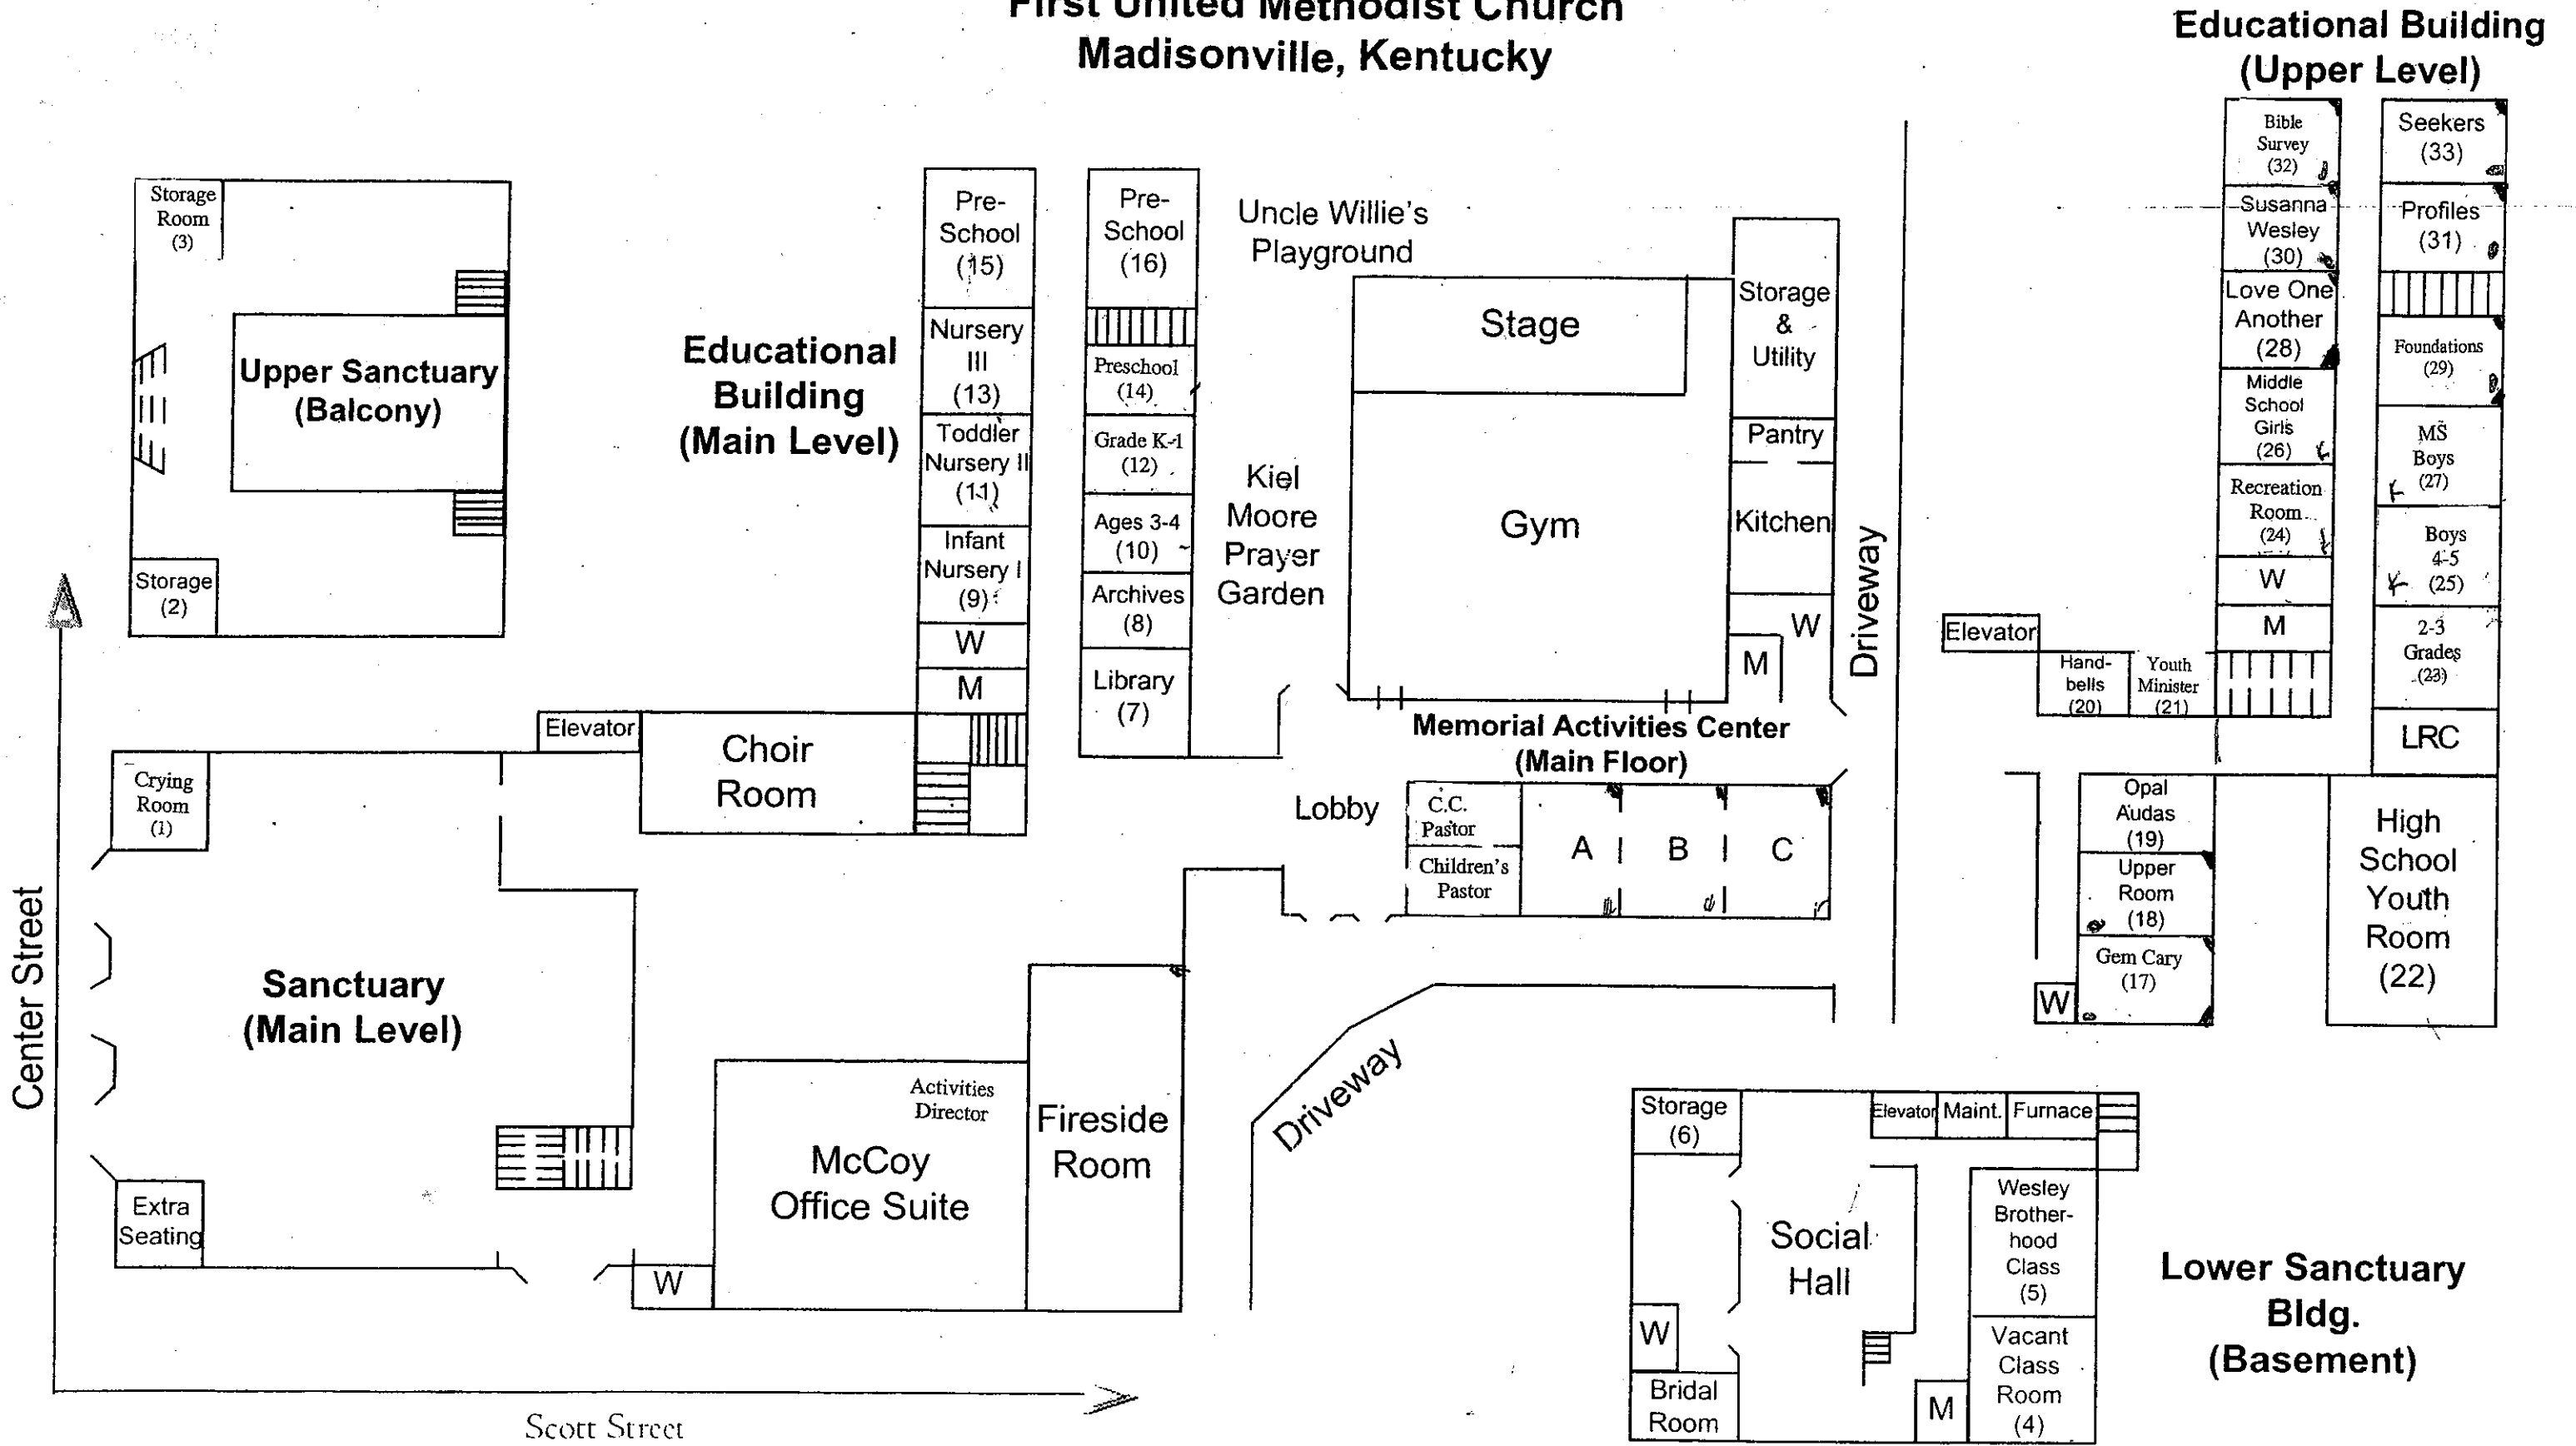 First United Methodist Church
Madisonville, Kentucky
Educational Building
(Upper Level)
Storage
Room
(3)
Upper Sanctuary
(Balcony)
Storage
(2)
Educational
Building
(Main Level)
Pre-
School
(15)
Nursery
III
(13)
Toddler
Nursery II
(11)
Infant
Nursery I
(9)
W
M
Pre-
School
(16)
Preschool
(14)
Grade K-1
(12)
Ages 3-4
(10)
Archives
(8)
Library
(7)
Uncle Willie's
Playground
Kiel
Moore
Prayer
Garden
Stage
Gym
Storage
&
Utility
Pantry
Kitchen
W
M
Driveway
Memorial Activities Center
(Main Floor)
Lobby
C.C.
Pastor
Children's
Pastor
A
B
C
Bible
Survey
(32)
Susanna
Wesley
(30)
Love One
Another
(28)
Middle
School
Girls
(26)
Recreation
Room
(24)
W
M
Seekers
(33)
Profiles
(31)
Foundations
(29)
MS
Boys
(27)
Boys
4-5
(25)
2-3
Grades
(23)
LRC
Elevator
Hand-
bells
(20)
Youth
Minister
(21)
Opal
Audas
(19)
Upper
Room
(18)
Gem Cary
(17)
W
High
School
Youth
Room
(22)
Elevator
Choir
Room
Crying
Room
(1)
Center Street
Sanctuary
(Main Level)
Extra
Seating
W
Activities
Director
McCoy
Office Suite
Fireside
Room
Driveway
Scott Street
Storage
(6)
Elevator
Maint.
Furnace
Social
Hall
Wesley
Brother-
hood
Class
(5)
W
Bridal
Room
M
Vacant
Class
Room
(4)
Lower Sanctuary
Bldg.
(Basement)